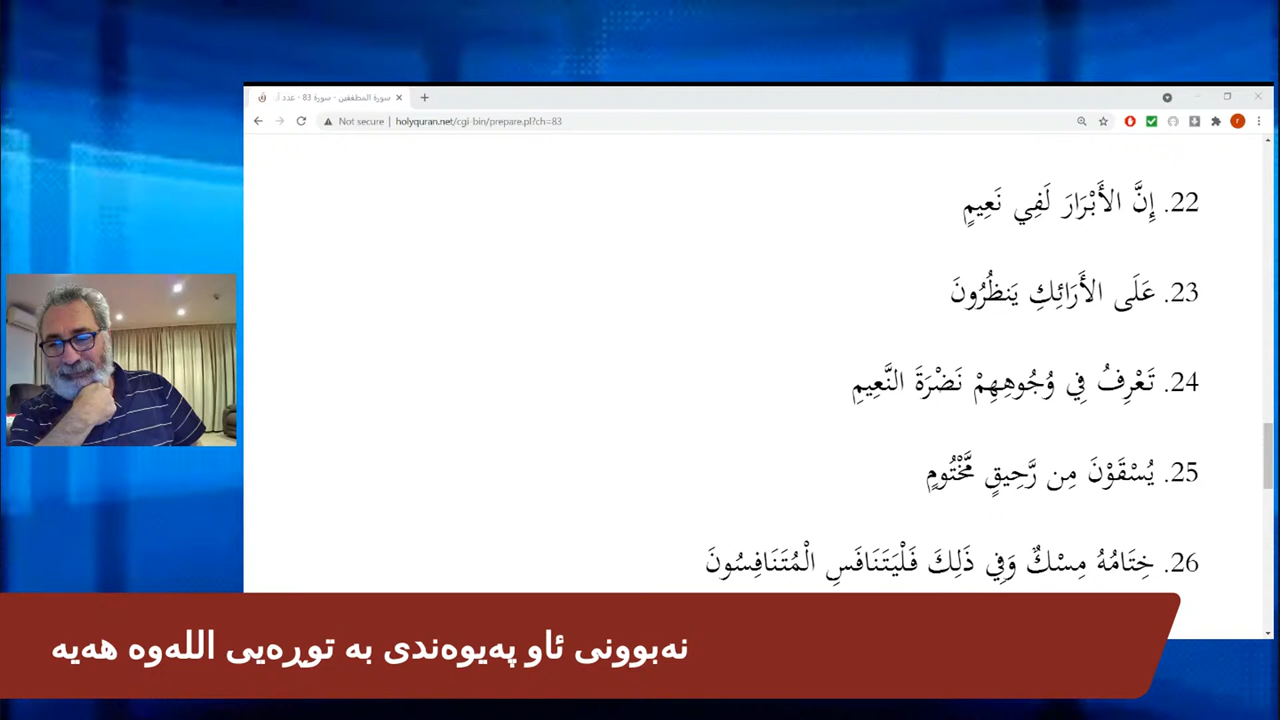 سورة المطففين - سورة 83 - عدد آ
Not secure | holyquran.net/cgi-bin/prepare.pl?ch=83
22. إِنَّ الأَبْرَارَ لَفِي نَعِيمٍ
23. عَلَى الأَرَائِكِ يَنظُرُونَ
24. تَعْرِفُ فِي وُجُوهِهِمْ نَضْرَةَ النَّعِيمِ
25. يُسْقَوْنَ مِن رَّحِيقٍ مَّخْتُومٍ
26. خِتَامُهُ مِسْكٌ وَفِي ذَلِكَ فَلْيَتَنَافَسِ الْمُتَنَافِسُونَ
نەبوونی ئاو پەیوەندی بە توڕەیی اللەوە هەیە